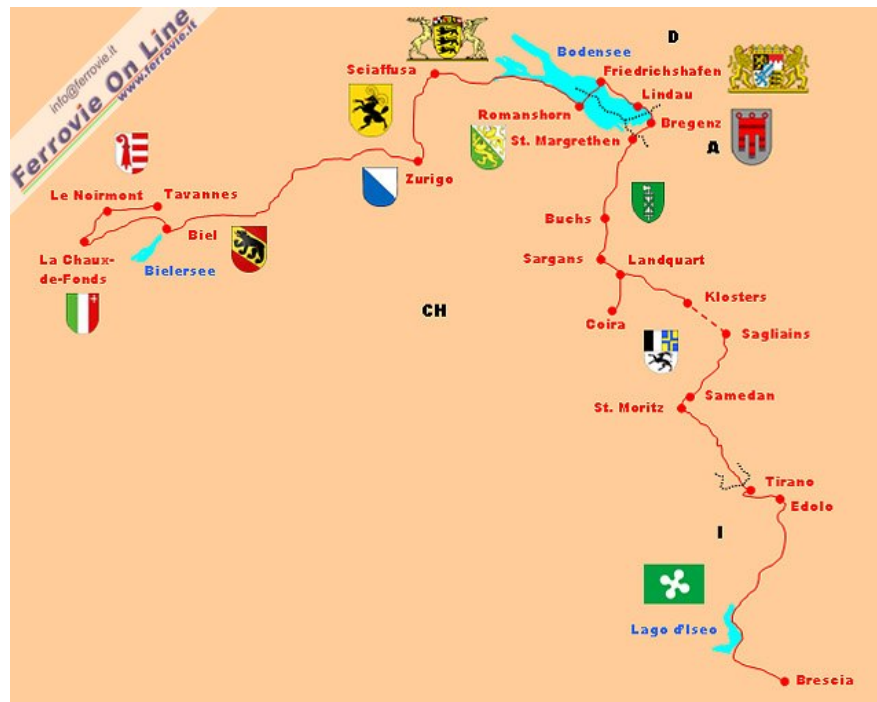 info@ferrovie.it
Ferrovie On Line
www.ferrovie.it
D
Bodensee
Sciaffusa
Friedrichshafen
Lindau
Romanshorn
Bregenz
St. Margrethen
A
Zurigo
Le Noirmont
Tavannes
Buchs
Biel
La Chaux-
de-Fonds
Bielersee
Sargans
Landquart
Klosters
CH
Coira
Sagliains
Samedan
St. Moritz
Tirano
Edolo
I
Lago d'Iseo
Brescia